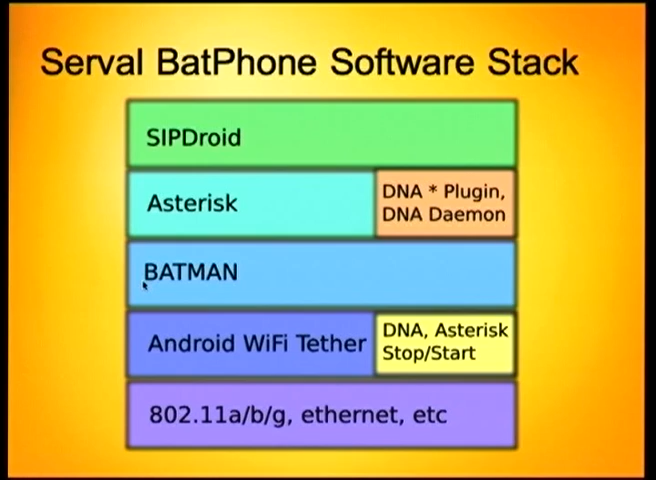 Serval BatPhone Software Stack
SIPDroid
Asterisk
DNA * Plugin,
DNA Daemon
BATMAN
Android WiFi Tether
DNA, Asterisk
Stop/Start
802.11a/b/g, ethernet, etc